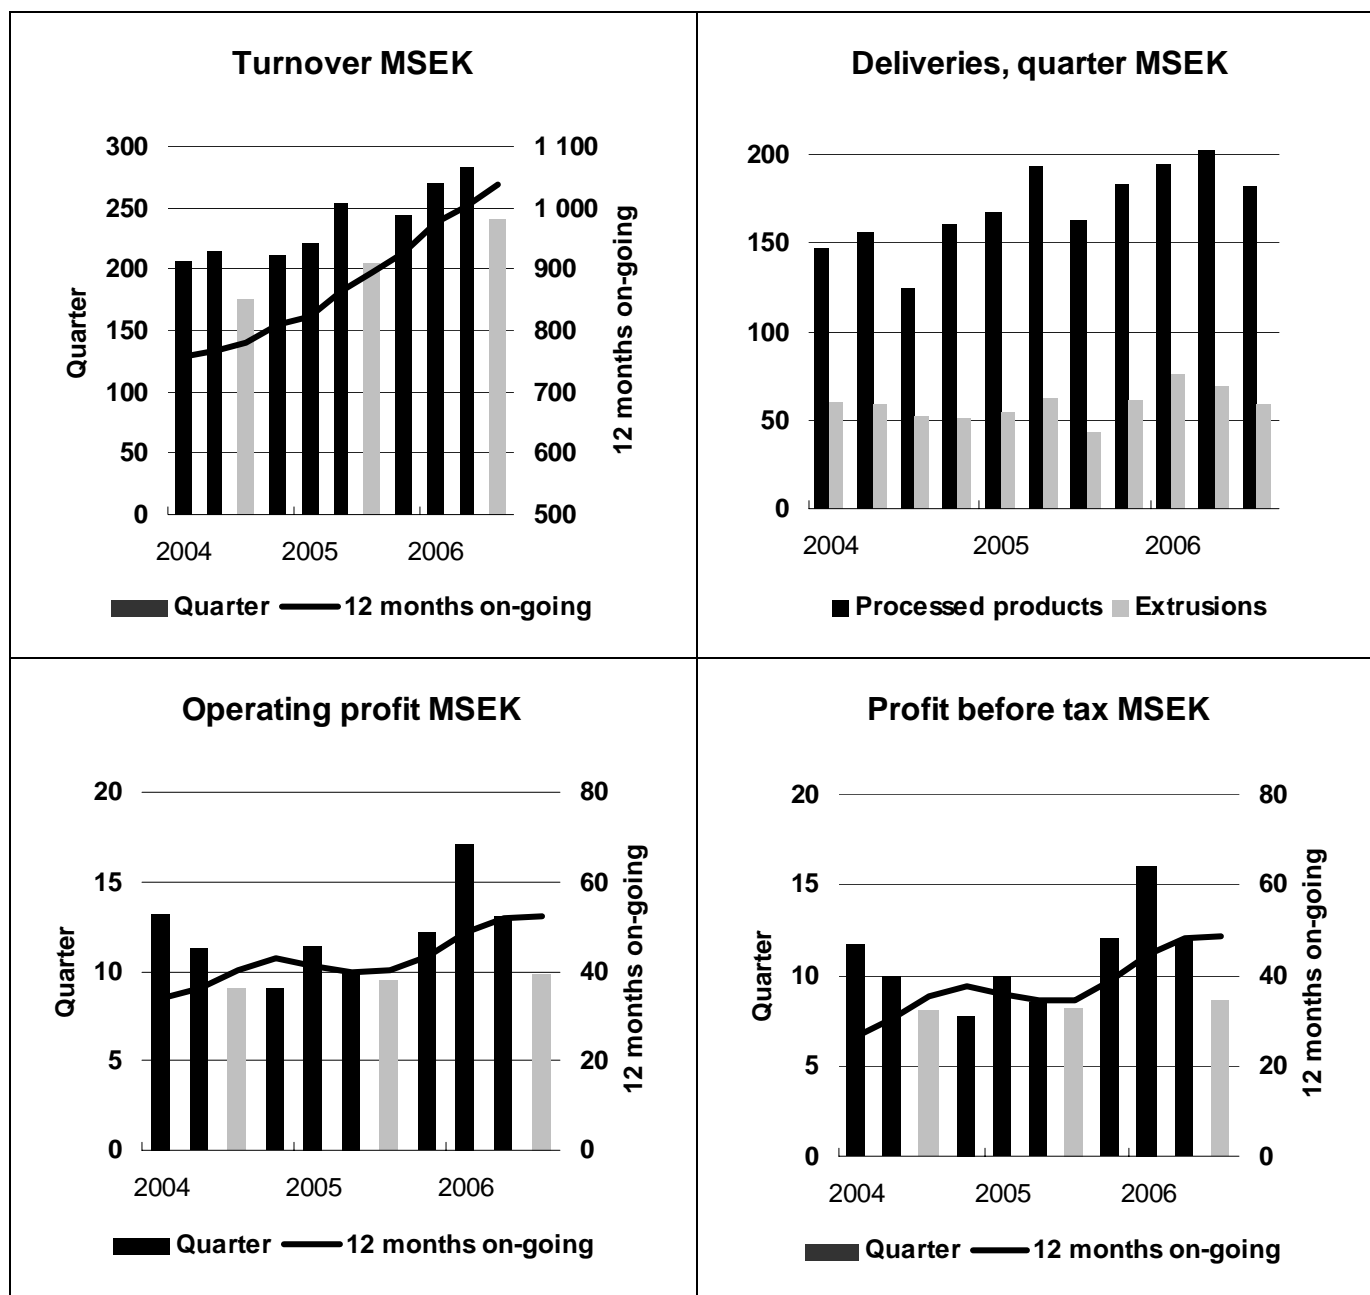 Turnover MSEK
300
250
200
150
100
50
0
Quarter
1 100
1 000
900
800
700
600
500
12 months on-going
2004 2005 2006
Quarter 12 months on-going
Deliveries, quarter MSEK
200
150
100
50
0
2004 2005 2006
Processed products Extrusions
Operating profit MSEK
20
15
10
5
0
Quarter
80
60
40
20
0
12 months on-going
2004 2005 2006
Quarter 12 months on-going
Profit before tax MSEK
20
15
10
5
0
Quarter
80
60
40
20
0
12 months on-going
2004 2005 2006
Quarter 12 months on-going